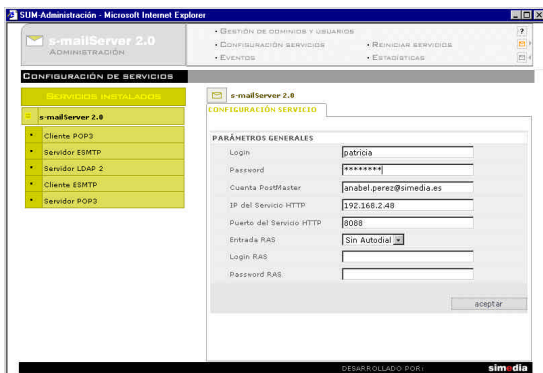 SUM-Administración - Microsoft Internet Explorer
s-mailServer 2.0
ADMINISTRACIÓN
• GESTIÓN DE DOMINIOS Y USUARIOS
• CONFIGURACIÓN SERVICIOS
• REINICIAR SERVICIOS
• EVENTOS
• ESTADÍSTICAS
?
CONFIGURACIÓN DE SERVICIOS
SERVICIOS INSTALADOS
s-mailServer 2.0
Cliente POP3
Servidor ESMTP
Servidor LDAP 2
Cliente ESMTP
Servidor POP3
s-mailServer 2.0
CONFIGURACIÓN SERVICIO
PARÁMETROS GENERALES
Login patricia
Password ********
Cuenta PostMaster anabel.perez@simedia.es
IP del Servicio HTTP 192.168.2.48
Puerto del Servicio HTTP 8088
Entrada RAS Sin Autodial
Login RAS
Password RAS
aceptar
DESARROLLADO POR: simedia